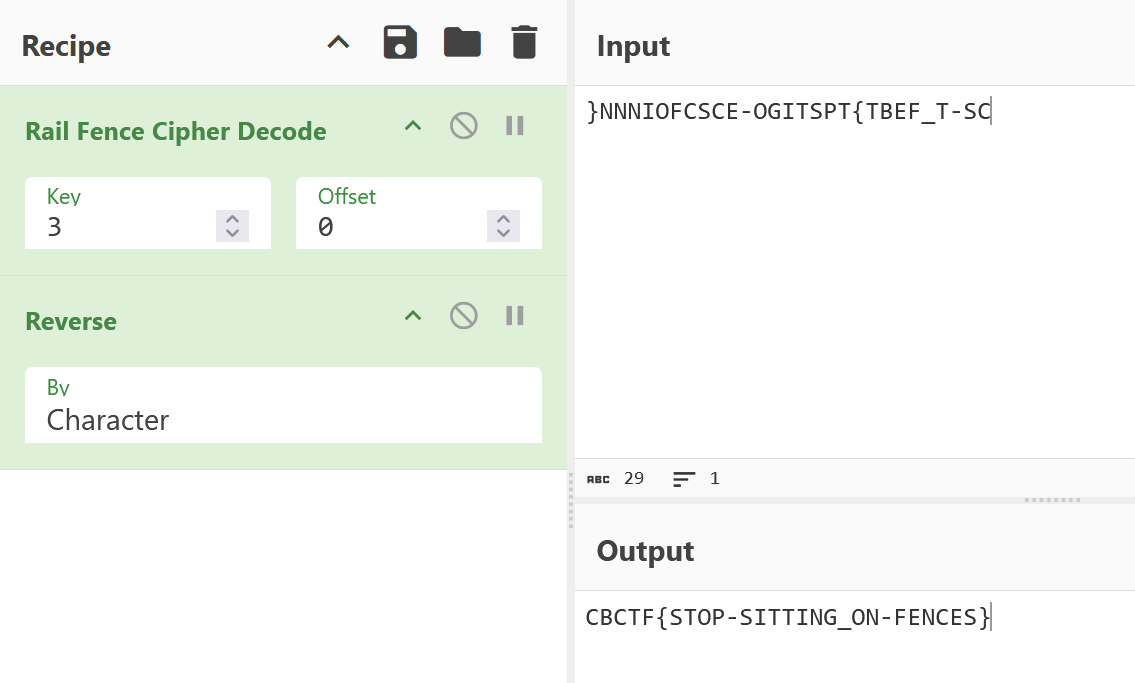 Recipe
Rail Fence Cipher Decode
Key
3
Offset
0
Reverse
By
Character
Input
}NNNIOFCSCE-OGITSPT{TBEF_T-SC
ABC 29 1
Output
CBCTF{STOP-SITTING_ON-FENCES}